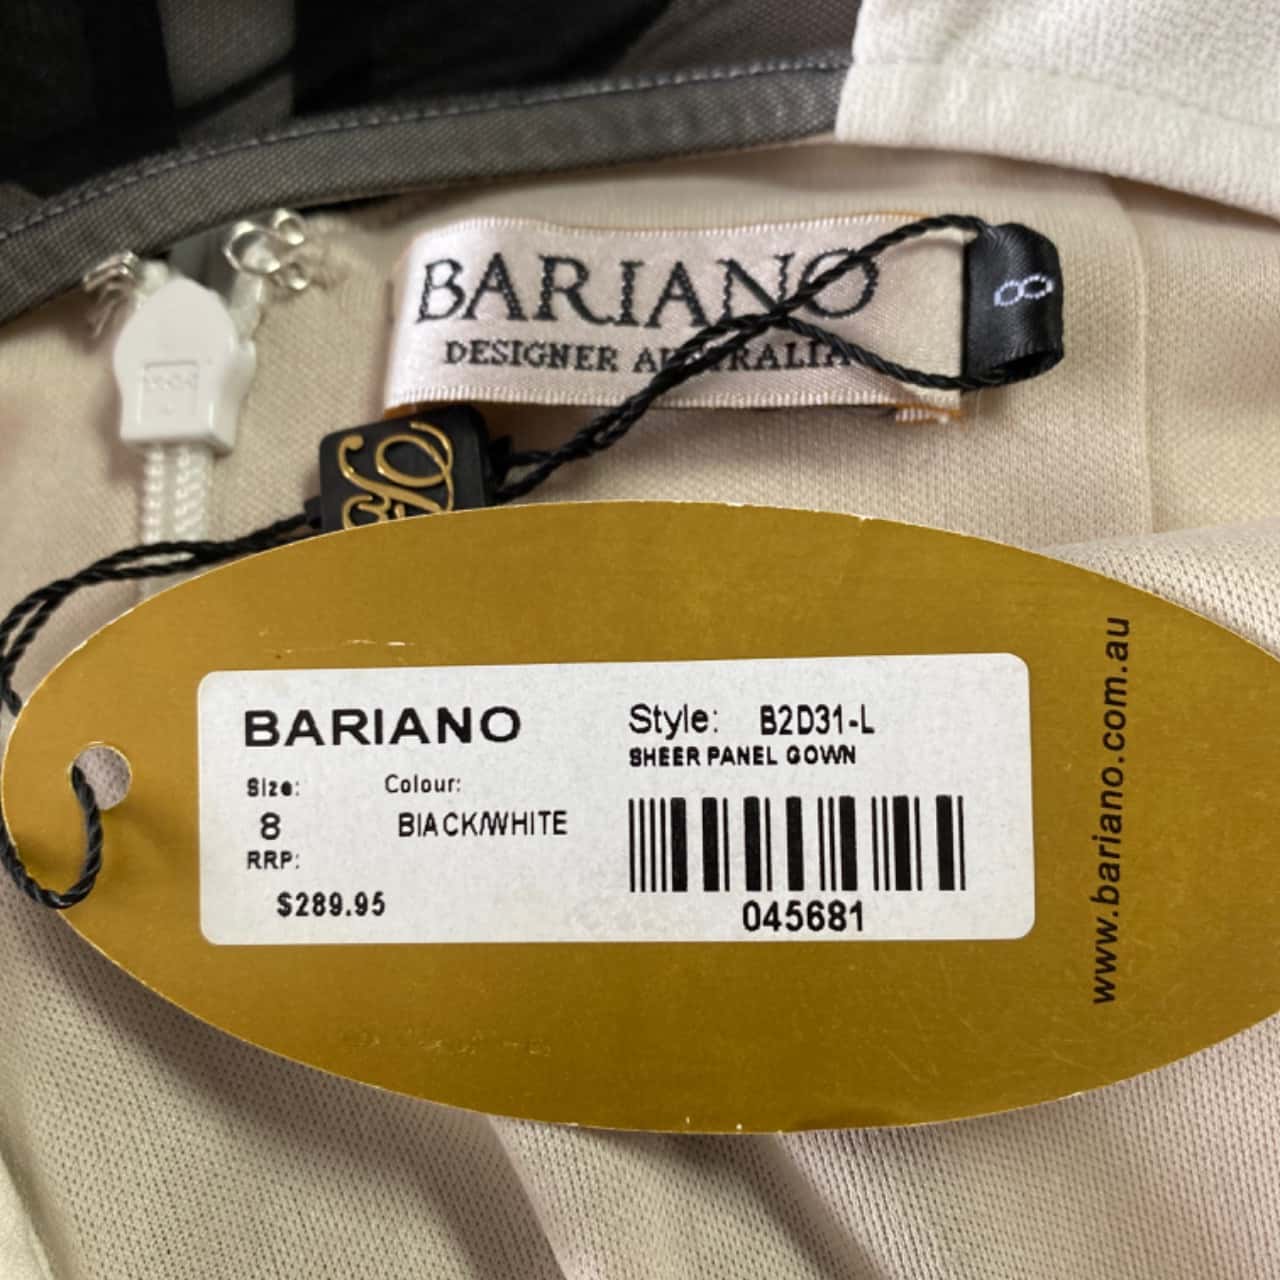 BARIANO
DESIGNER AUSTRALIA
8
BARIANO
Size:
8
RRP:
$289.95
Colour:
BIACK/WHITE
Style: B2D31-L
SHEER PANEL GOWN
045681
www.bariano.com.au